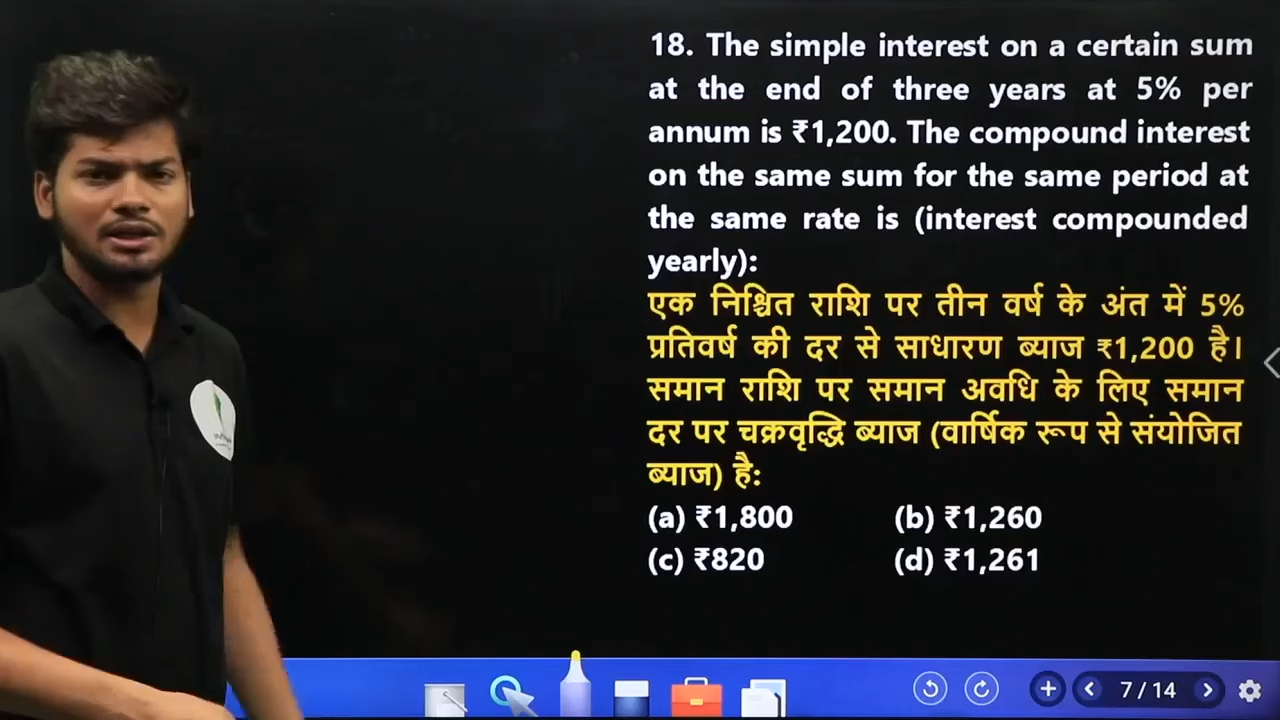 18. The simple interest on a certain sum
at the end of three years at 5% per
annum is ₹1,200. The compound interest
on the same sum for the same period at
the same rate is (interest compounded
yearly):
एक निश्चित राशि पर तीन वर्ष के अंत में 5%
प्रतिवर्ष की दर से साधारण ब्याज ₹1,200 है।
समान राशि पर समान अवधि के लिए समान
दर पर चक्रवृद्धि ब्याज (वार्षिक रूप से संयोजित
ब्याज) है:
(a) ₹1,800 (b) ₹1,260
(c) ₹820 (d) ₹1,261
7 / 14